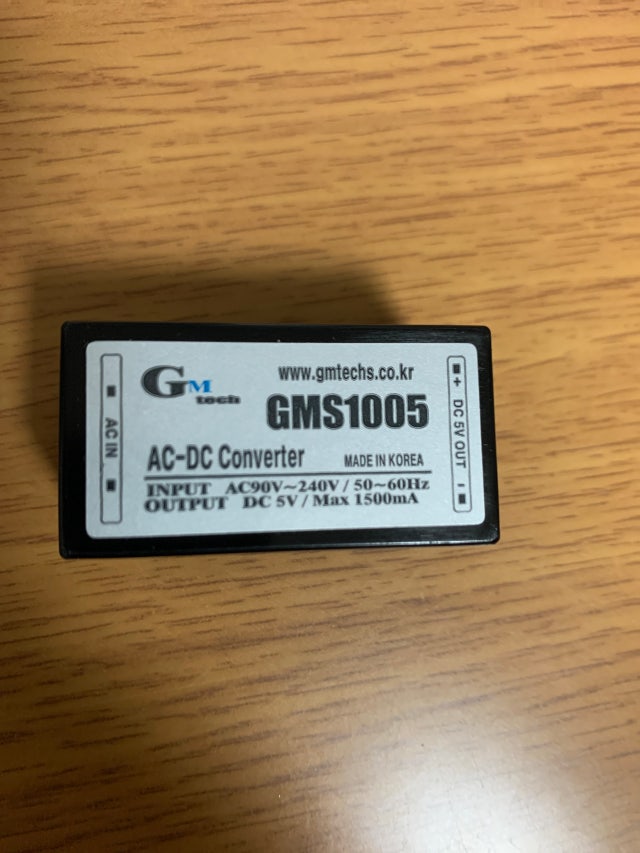 GM tech
www.gmtechs.co.kr
GMS1005
AC-DC Converter
MADE IN KOREA
INPUT AC90V~240V / 50~60Hz
OUTPUT DC 5V / Max 1500mA
AC IN
+ DC 5V OUT -